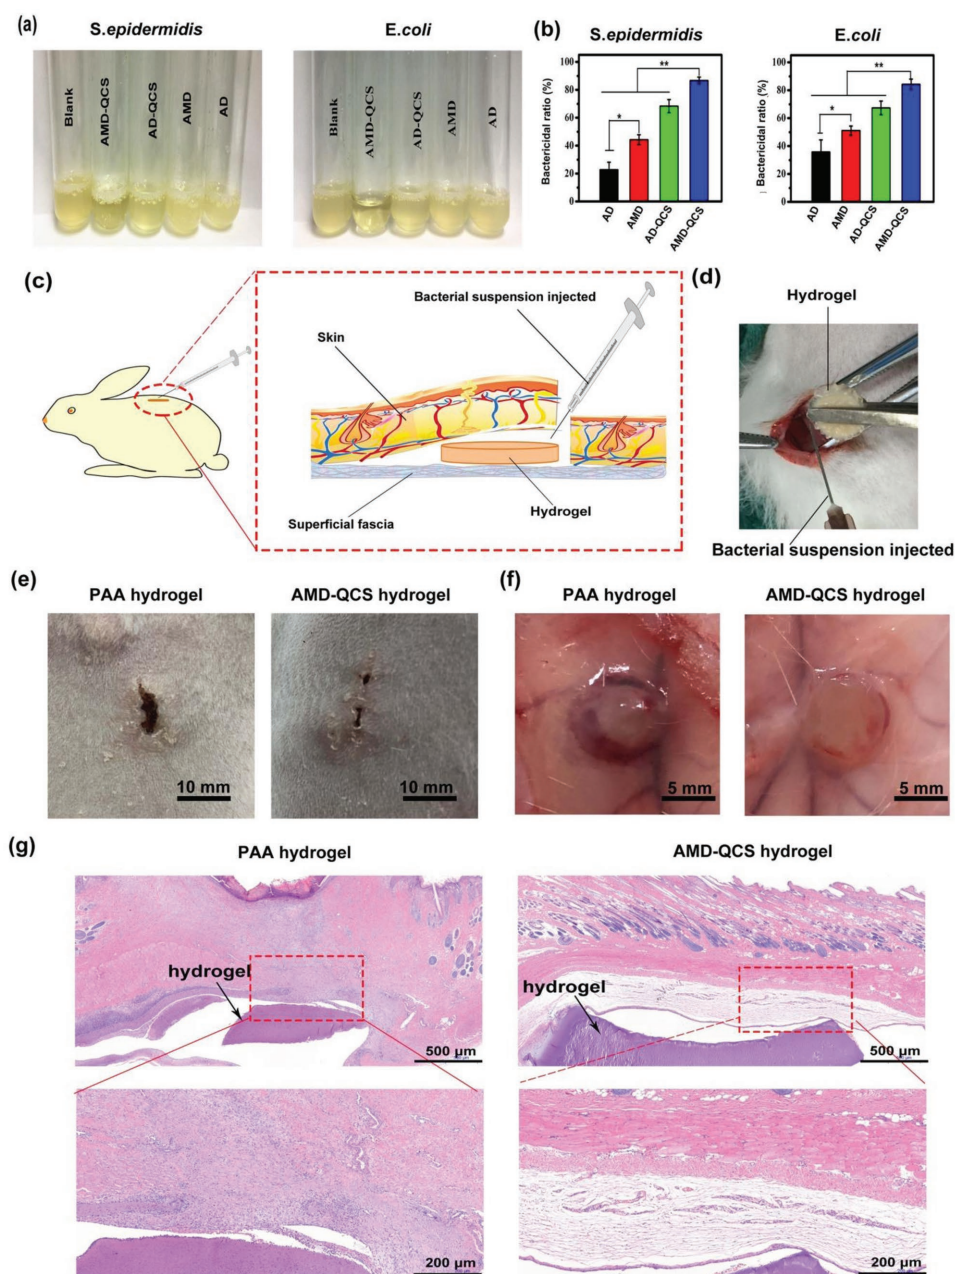 (a)
S.epidermidis
E.coli
Blank
AMD-QCS
AD-QCS
AMD
AD
Blank
AMD-QCS
AD-QCS
AMD
AD
(b)
S.epidermidis
E.coli
Bactericidal ratio (%)
100
80
60
40
20
0
*
**
AD
AMD
AD-QCS
AMD-QCS
Bactericidal ratio (%)
100
80
60
40
20
0
*
**
AD
AMD
AD-QCS
AMD-QCS
(c)
Bacterial suspension injected
Skin
Superficial fascia
Hydrogel
(d)
Hydrogel
Bacterial suspension injected
(e)
PAA hydrogel
AMD-QCS hydrogel
10 mm
10 mm
(f)
PAA hydrogel
AMD-QCS hydrogel
5 mm
5 mm
(g)
PAA hydrogel
AMD-QCS hydrogel
hydrogel
500 μm
hydrogel
500 μm
200 μm
200 μm